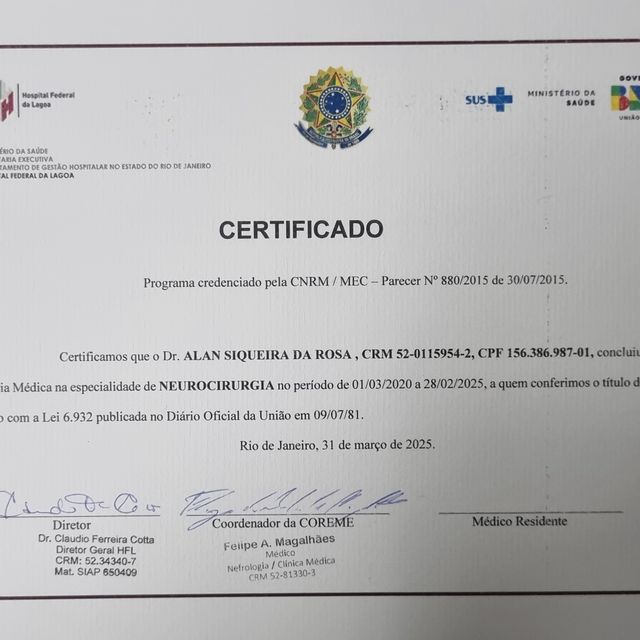 Hospital Federal
da Lagoa
SUS
MINISTÉRIO DA
SAÚDE
GOVE
UNIÃO
ÉRIO DA SAÚDE
ARIA EXECUTIVA
TAMENTO DE GESTÃO HOSPITALAR NO ESTADO DO RIO DE JANEIRO
AL FEDERAL DA LAGOA
CERTIFICADO
Programa credenciado pela CNRM / MEC – Parecer Nº 880/2015 de 30/07/2015.
Certificamos que o Dr. ALAN SIQUEIRA DA ROSA , CRM 52-0115954-2, CPF 156.386.987-01, concluiu
ia Médica na especialidade de NEUROCIRURGIA no período de 01/03/2020 a 28/02/2025, a quem conferimos o título d
o com a Lei 6.932 publicada no Diário Oficial da União em 09/07/81.
Rio de Janeiro, 31 de março de 2025.
Diretor
Dr. Claudio Ferreira Cotta
Diretor Geral HFL
CRM: 52.34340-7
Mat. SIAP 650409
Coordenador da COREME
Felipe A. Magalhães
Médico
Nefrologia / Clínica Médica
CRM 52-81330-3
Médico Residente